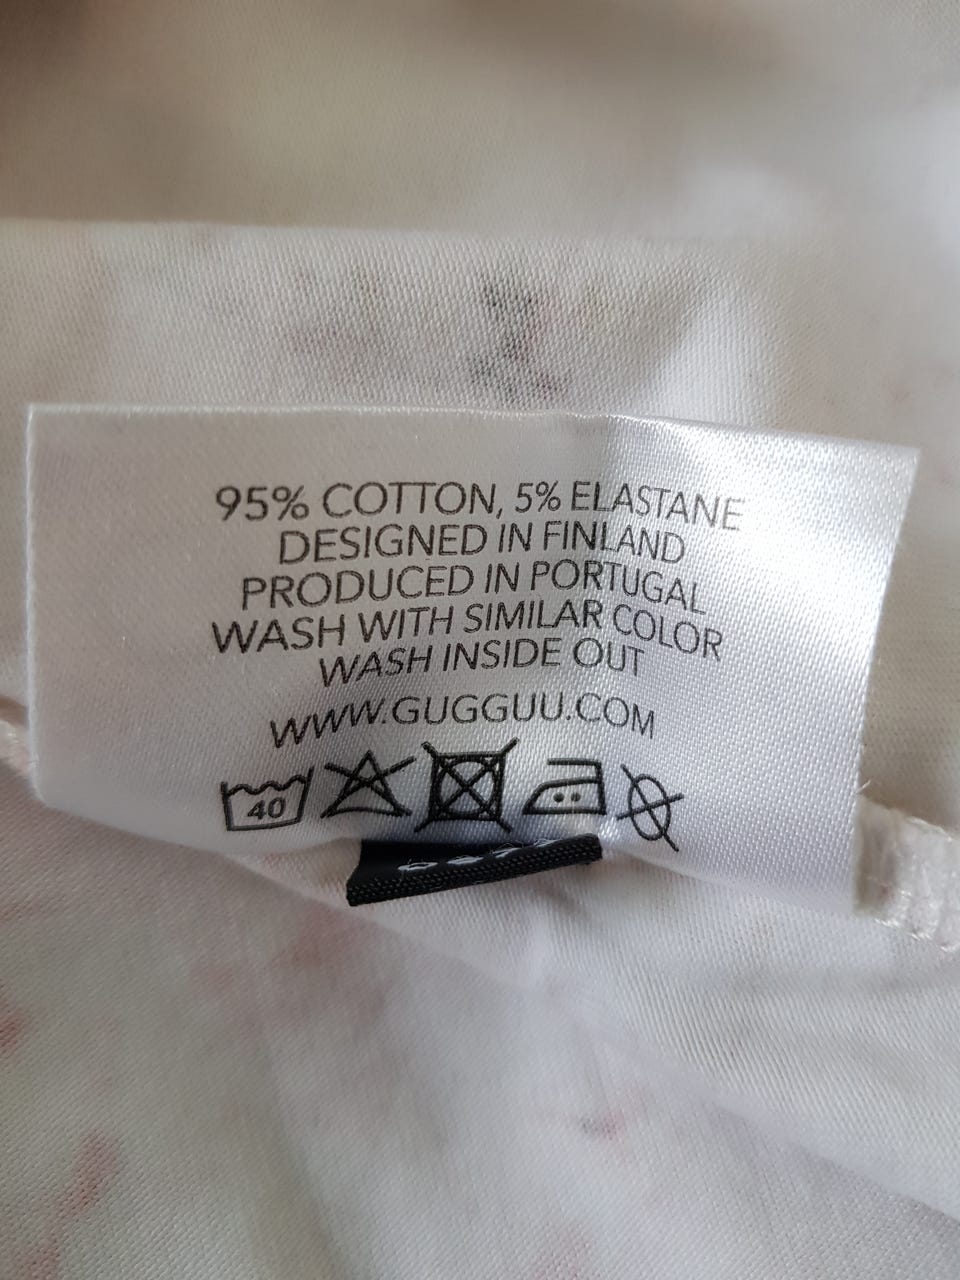 95% COTTON, 5% ELASTANE
DESIGNED IN FINLAND
PRODUCED IN PORTUGAL
WASH WITH SIMILAR COLOR
WASH INSIDE OUT
WWW.GUGGUU.COM
40